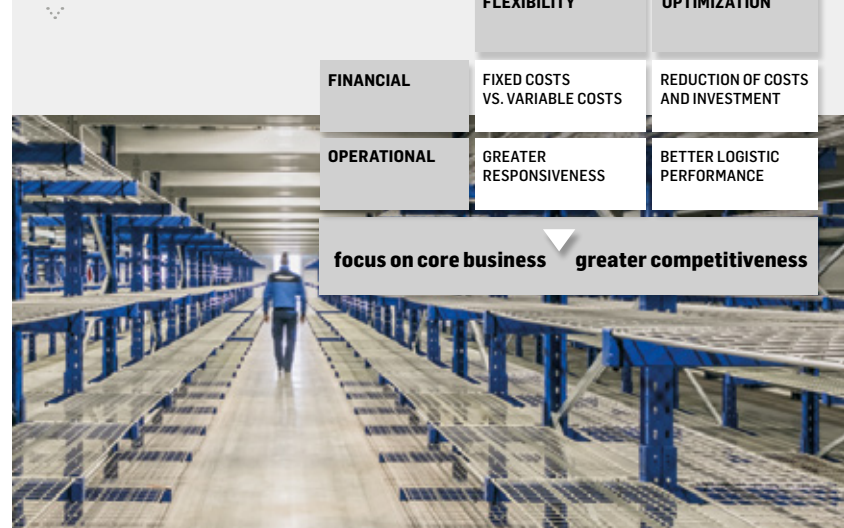 FLEXIBILITY
OPTIMIZATION
FINANCIAL
FIXED COSTS
VS. VARIABLE COSTS
REDUCTION OF COSTS
AND INVESTMENT
OPERATIONAL
GREATER
RESPONSIVENESS
BETTER LOGISTIC
PERFORMANCE
focus on core business
greater competitiveness